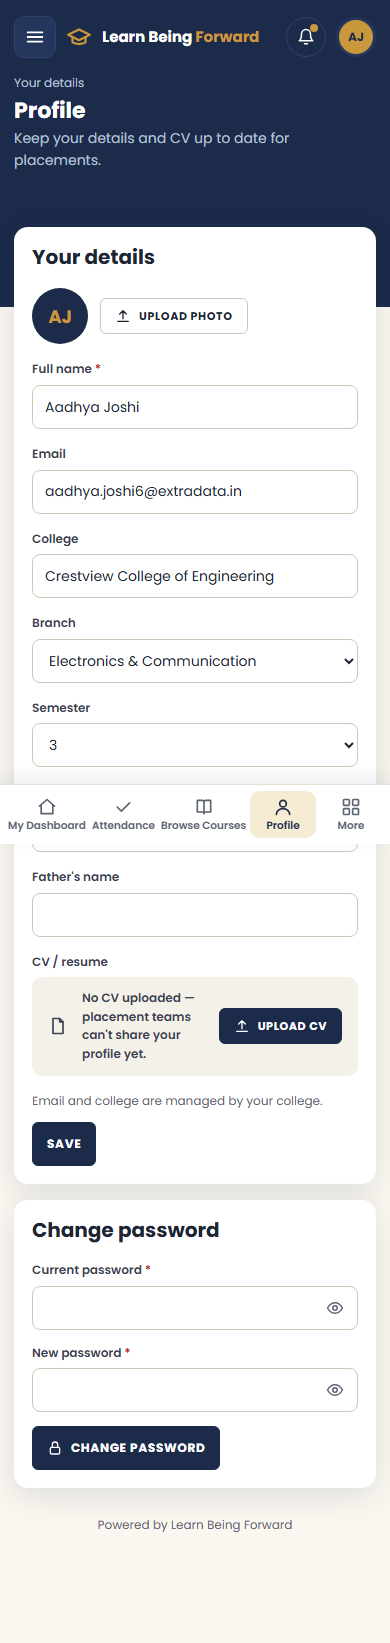 Learn Being Forward
AJ
Your details
Profile
Keep your details and CV up to date for
placements.
Your details
AJ
UPLOAD PHOTO
Full name *
Aadhya Joshi
Email
aadhya.joshi6@extradata.in
College
Crestview College of Engineering
Branch
Electronics & Communication
Semester
3
My Dashboard
Attendance
Browse Courses
Profile
More
Father's name
CV / resume
No CV uploaded —
placement teams
can't share your
profile yet.
UPLOAD CV
Email and college are managed by your college.
SAVE
Change password
Current password *
New password *
CHANGE PASSWORD
Powered by Learn Being Forward